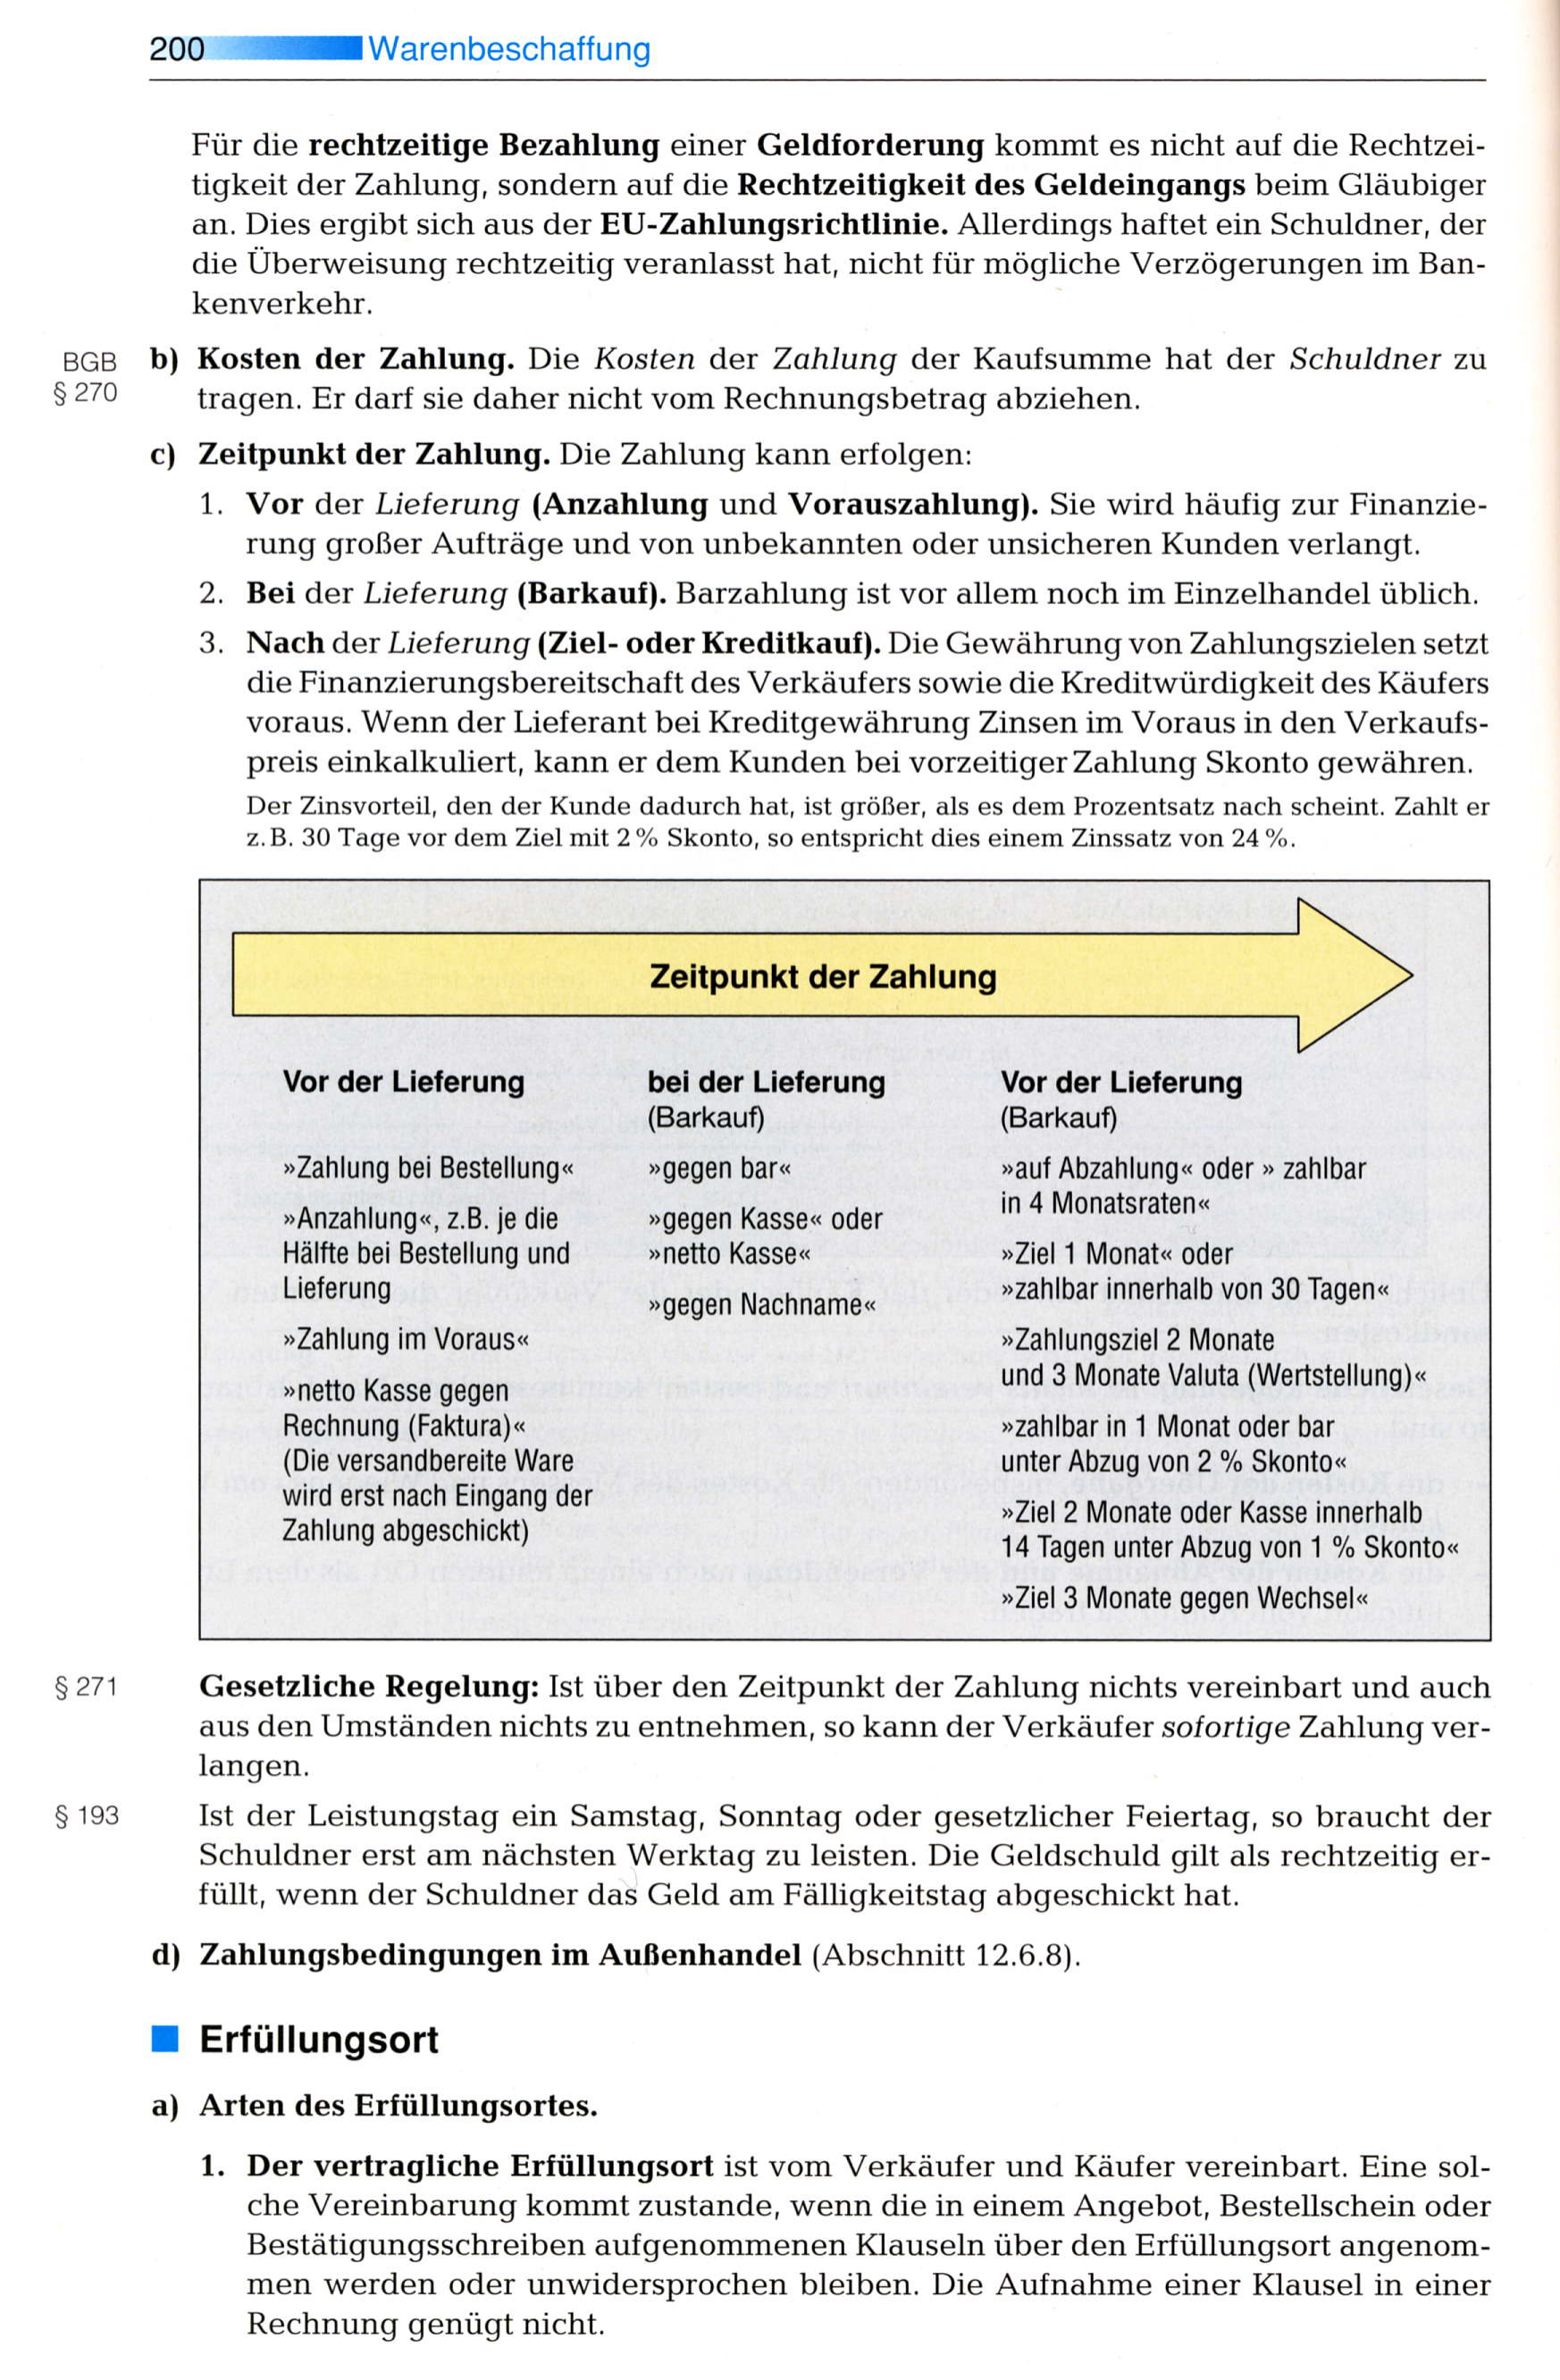 200 Warenbeschaffung
Für die rechtzeitige Bezahlung einer Geldforderung kommt es nicht auf die Rechtzei-
tigkeit der Zahlung, sondern auf die Rechtzeitigkeit des Geldeingangs beim Gläubiger
an. Dies ergibt sich aus der EU-Zahlungsrichtlinie. Allerdings haftet ein Schuldner, der
die Überweisung rechtzeitig veranlasst hat, nicht für mögliche Verzögerungen im Ban-
kenverkehr.
BGB b) Kosten der Zahlung. Die Kosten der Zahlung der Kaufsumme hat der Schuldner zu
§ 270 tragen. Er darf sie daher nicht vom Rechnungsbetrag abziehen.
c) Zeitpunkt der Zahlung. Die Zahlung kann erfolgen:
1. Vor der Lieferung (Anzahlung und Vorauszahlung). Sie wird häufig zur Finanzie-
rung großer Aufträge und von unbekannten oder unsicheren Kunden verlangt.
2. Bei der Lieferung (Barkauf). Barzahlung ist vor allem noch im Einzelhandel üblich.
3. Nach der Lieferung (Ziel- oder Kreditkauf). Die Gewährung von Zahlungszielen setzt
die Finanzierungsbereitschaft des Verkäufers sowie die Kreditwürdigkeit des Käufers
voraus. Wenn der Lieferant bei Kreditgewährung Zinsen im Voraus in den Verkaufs-
preis einkalkuliert, kann er dem Kunden bei vorzeitiger Zahlung Skonto gewähren.
Der Zinsvorteil, den der Kunde dadurch hat, ist größer, als es dem Prozentsatz nach scheint. Zahlt er
z. B. 30 Tage vor dem Ziel mit 2 % Skonto, so entspricht dies einem Zinssatz von 24 %.
Zeitpunkt der Zahlung
Vor der Lieferung
»Zahlung bei Bestellung«
»Anzahlung«, z.B. je die
Hälfte bei Bestellung und
Lieferung
»Zahlung im Voraus«
»netto Kasse gegen
Rechnung (Faktura)«
(Die versandbereite Ware
wird erst nach Eingang der
Zahlung abgeschickt)
bei der Lieferung
(Barkauf)
»gegen bar«
»gegen Kasse« oder
»netto Kasse«
»gegen Nachname«
Vor der Lieferung
(Barkauf)
»auf Abzahlung« oder » zahlbar
in 4 Monatsraten«
»Ziel 1 Monat« oder
»zahlbar innerhalb von 30 Tagen«
»Zahlungsziel 2 Monate
und 3 Monate Valuta (Wertstellung)«
»zahlbar in 1 Monat oder bar
unter Abzug von 2 % Skonto«
»Ziel 2 Monate oder Kasse innerhalb
14 Tagen unter Abzug von 1 % Skonto«
»Ziel 3 Monate gegen Wechsel«
§ 271 Gesetzliche Regelung: Ist über den Zeitpunkt der Zahlung nichts vereinbart und auch
aus den Umständen nichts zu entnehmen, so kann der Verkäufer sofortige Zahlung ver-
langen.
§ 193 Ist der Leistungstag ein Samstag, Sonntag oder gesetzlicher Feiertag, so braucht der
Schuldner erst am nächsten Werktag zu leisten. Die Geldschuld gilt als rechtzeitig er-
füllt, wenn der Schuldner das Geld am Fälligkeitstag abgeschickt hat.
d) Zahlungsbedingungen im Außenhandel (Abschnitt 12.6.8).
Erfüllungsort
a) Arten des Erfüllungsortes.
1. Der vertragliche Erfüllungsort ist vom Verkäufer und Käufer vereinbart. Eine sol-
che Vereinbarung kommt zustande, wenn die in einem Angebot, Bestellschein oder
Bestätigungsschreiben aufgenommenen Klauseln über den Erfüllungsort angenom-
men werden oder unwidersprochen bleiben. Die Aufnahme einer Klausel in einer
Rechnung genügt nicht.